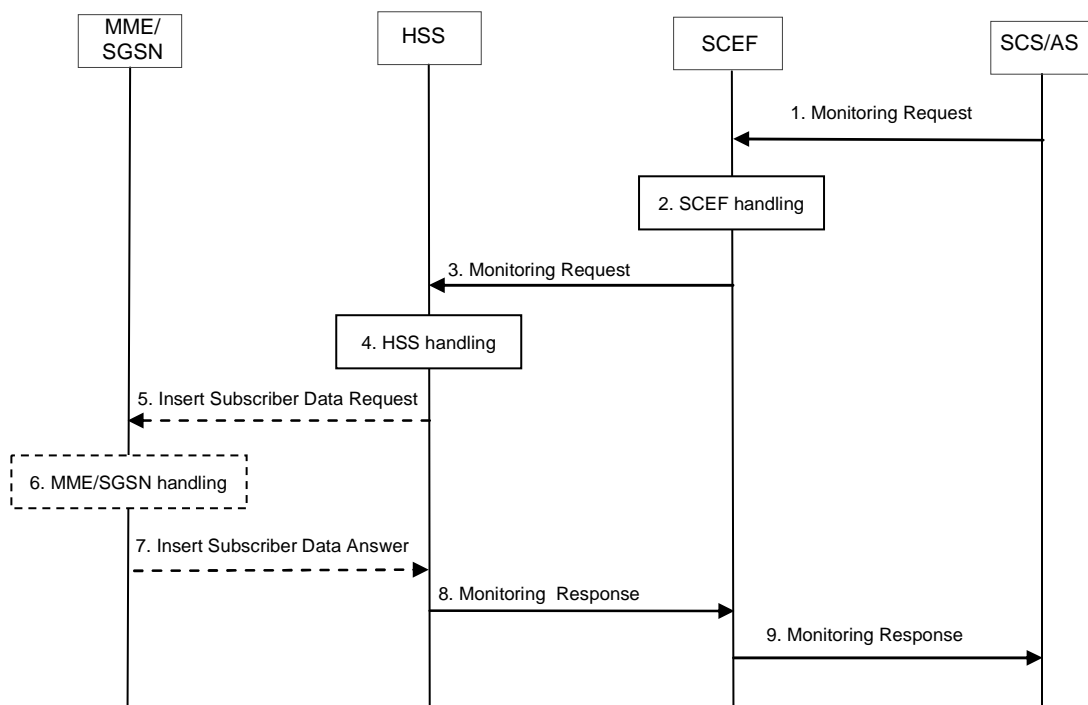 MME/
SGSN
HSS
SCEF
SCS/AS
1. Monitoring Request
2. SCEF handling
3. Monitoring Request
4. HSS handling
5. Insert Subscriber Data Request
6. MME/SGSN handling
7. Insert Subscriber Data Answer
8. Monitoring Response
9. Monitoring Response